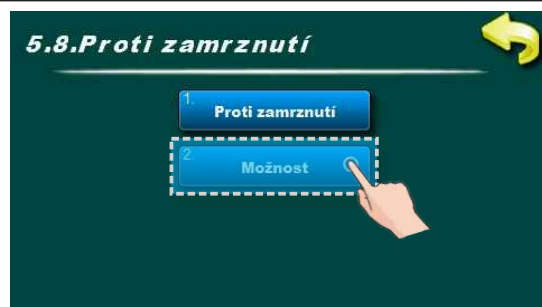 5.8.Proti zamrznutí
1.
Proti zamrznutí
2.
Možnost